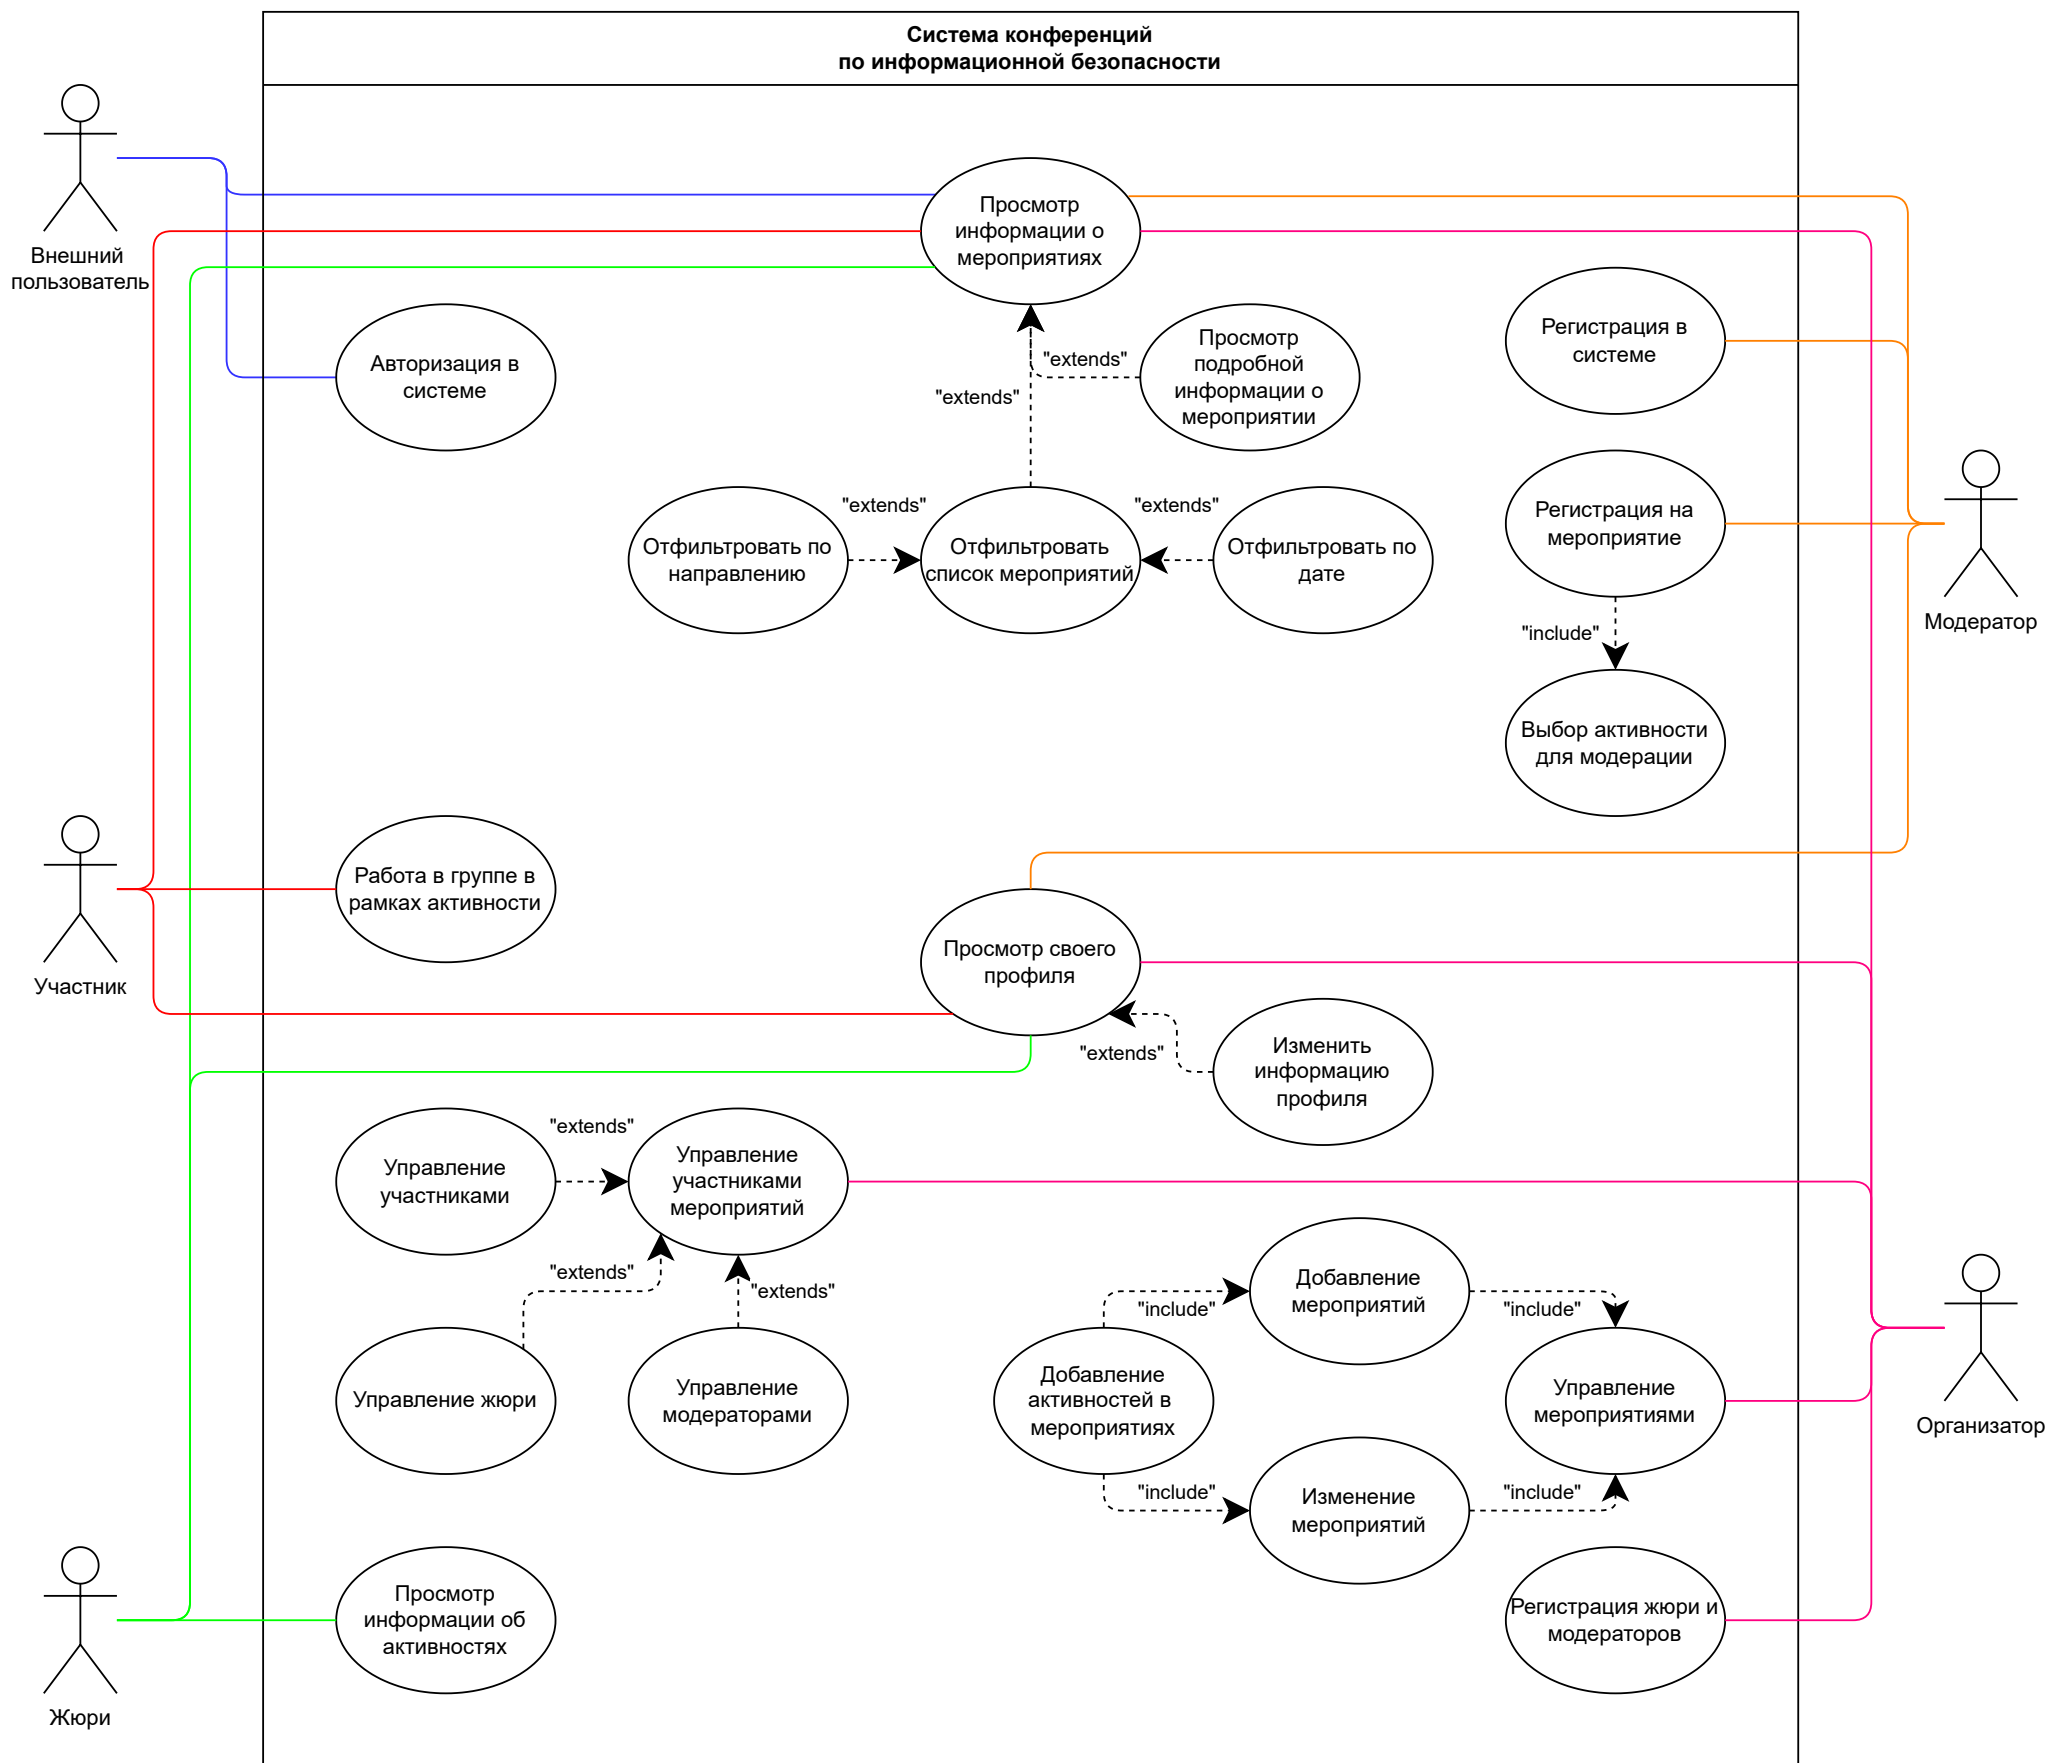 Система конференций
по информационной безопасности
Внешний
пользователь
Просмотр
информации о
мероприятиях
Авторизация в
системе
"extends"
"extends"
Просмотр
подробной
информации о
мероприятии
Регистрация в
системе
Отфильтровать по
направлению
"extends"
Отфильтровать
список мероприятий
"extends"
Отфильтровать по
дате
Регистрация на
мероприятие
Модератор
"include"
Выбор активности
для модерации
Участник
Работа в группе в
рамках активности
Просмотр своего
профиля
"extends"
Изменить
информацию
профиля
Управление
участниками
"extends"
Управление
участниками
мероприятий
"extends"
"extends"
Управление жюри
Управление
модераторами
Добавление
активностей в
мероприятиях
"include"
Добавление
мероприятий
"include"
Управление
мероприятиями
Организатор
"include"
Изменение
мероприятий
"include"
Жюри
Просмотр
информации об
активностях
Регистрация жюри и
модераторов